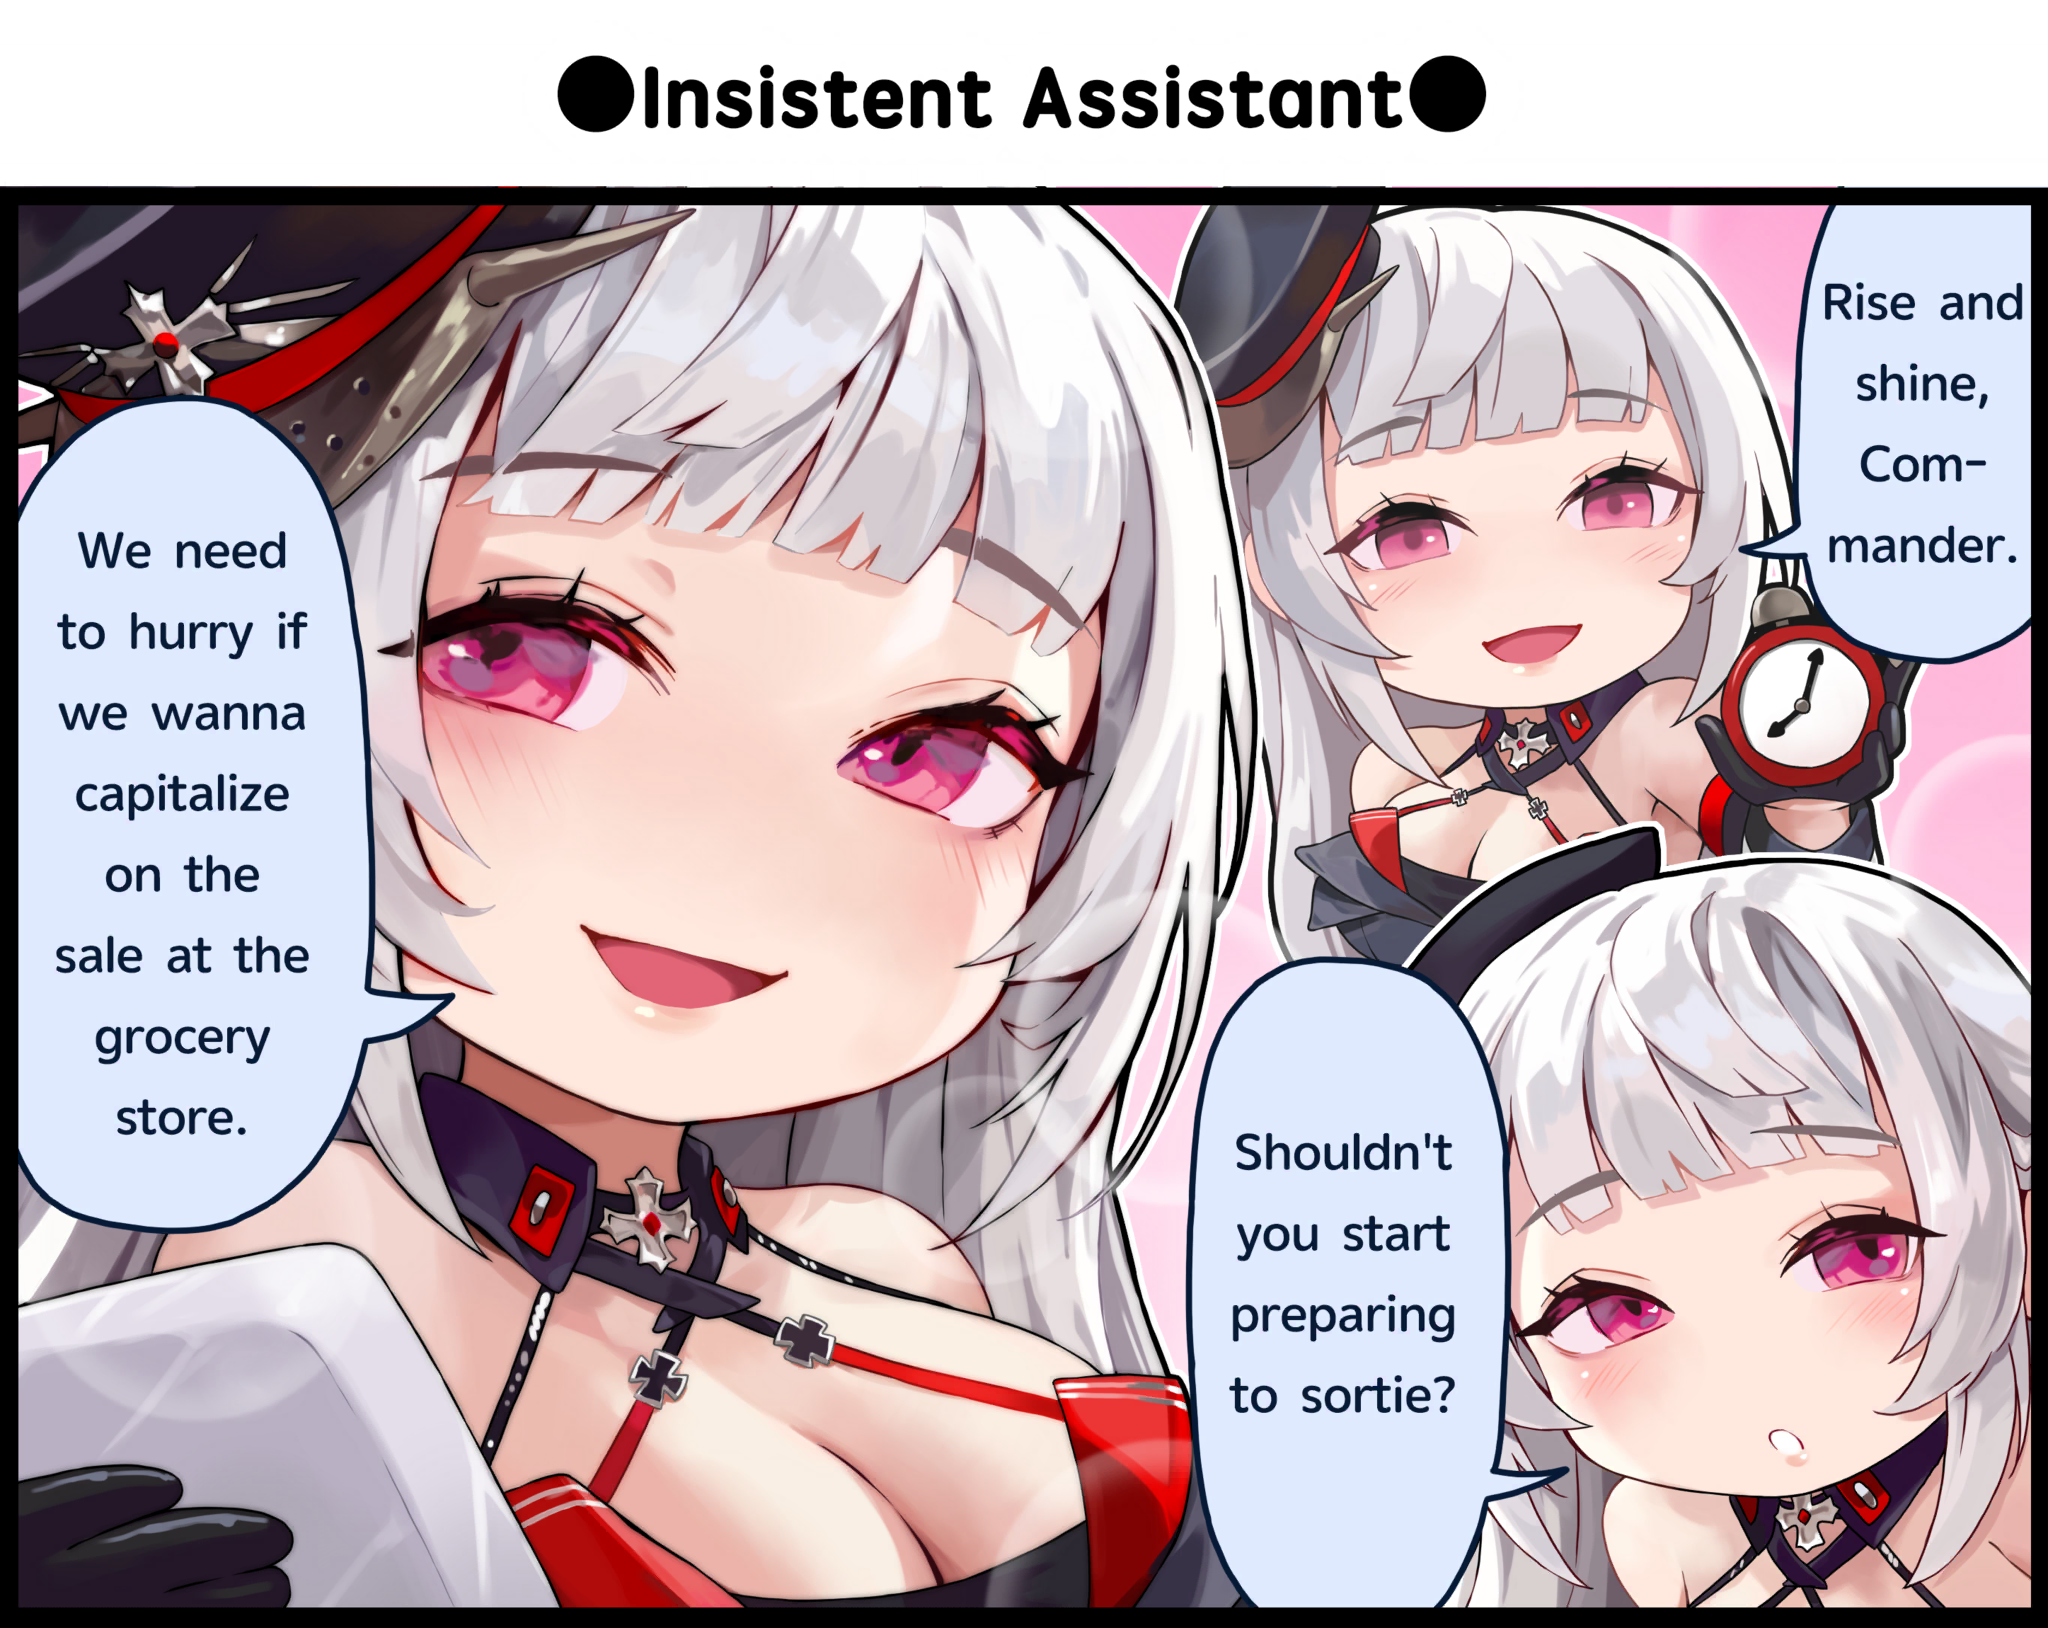 ●Insistent Assistant●
Rise and
shine,
Com-
mander.
Shouldn't
you start
preparing
to sortie?
We need
to hurry if
we wanna
capitalize
on the
sale at the
grocery
store.